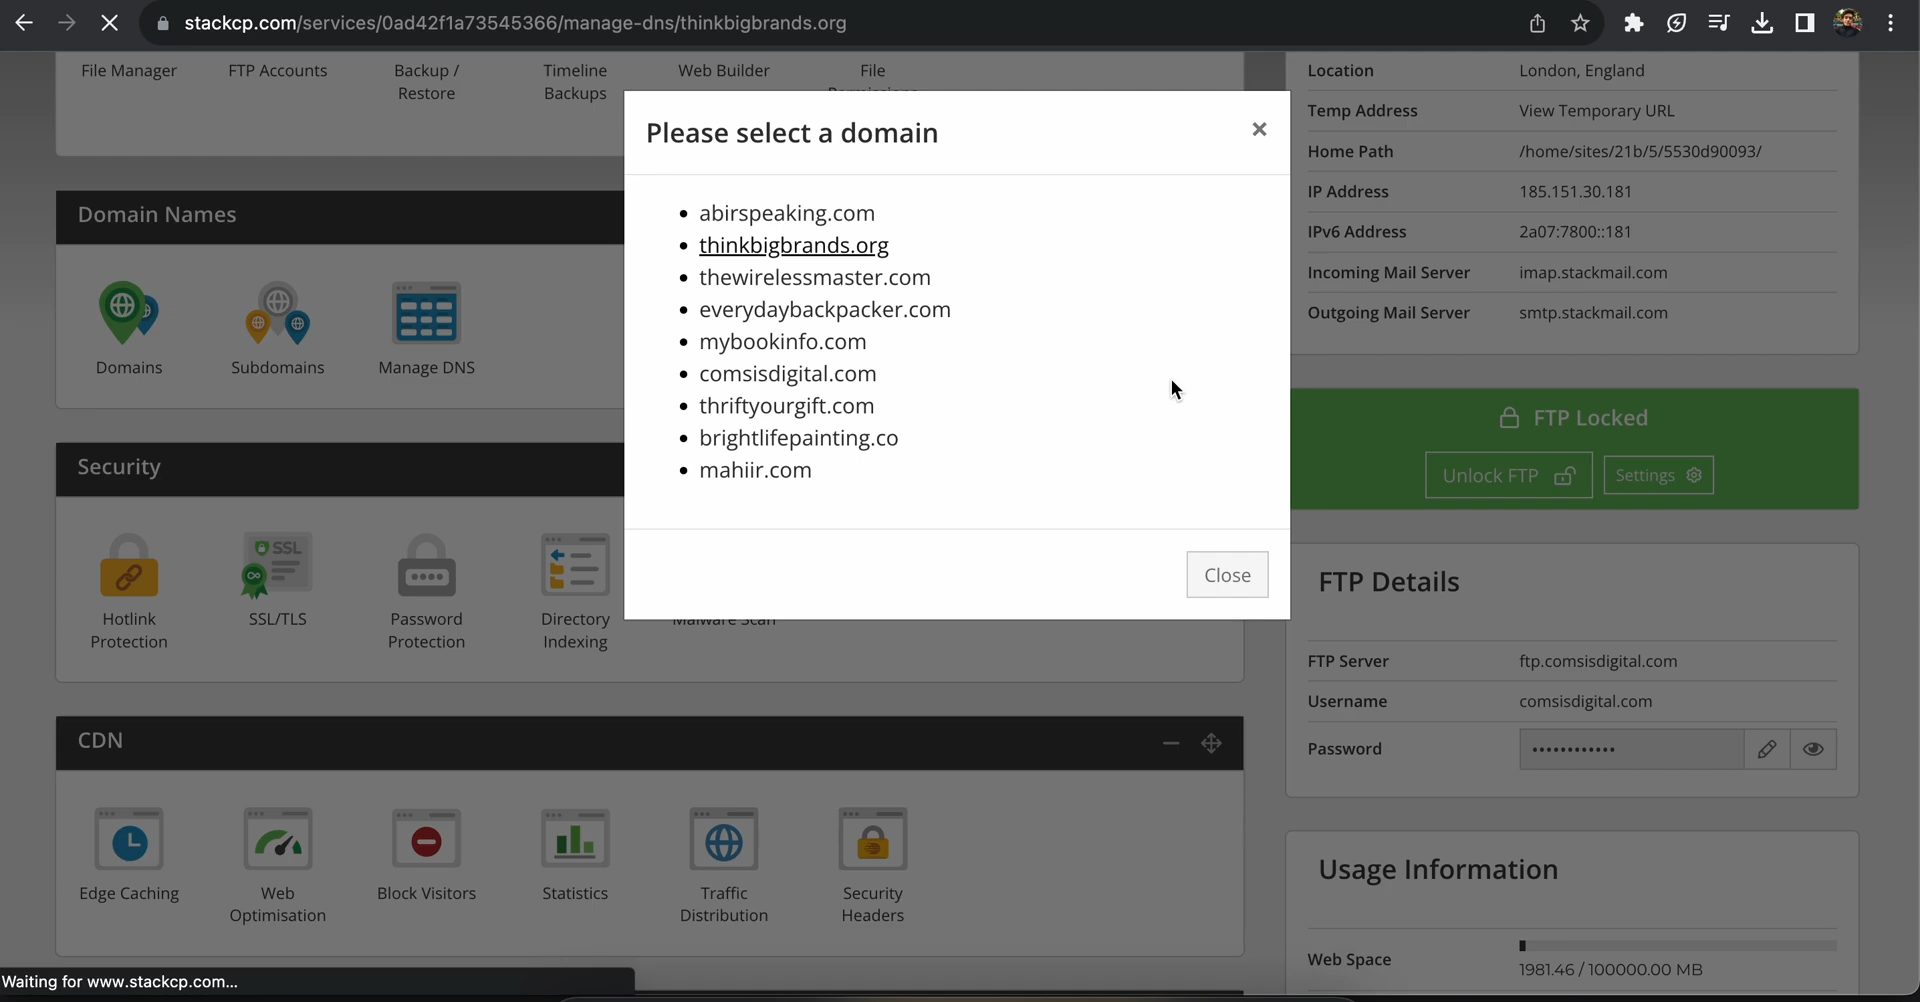 stackcp.com/services/0ad42f1a73545366/manage-dns/thinkbigbrands.org
File Manager
FTP Accounts
Backup /
Restore
Timeline
Backups
Web Builder
File
Please select a domain
×
abirspeaking.com
thinkbigbrands.org
thewirelessmaster.com
everydaybackpacker.com
mybookinfo.com
comsisdigital.com
thriftyourgift.com
brightlifepainting.co
mahiir.com
Close
Domain Names
Domains
Subdomains
Manage DNS
Security
SSL
Hotlink
Protection
SSL/TLS
Password
Protection
Directory
Indexing
Malware Scan
CDN
Edge Caching
Web
Optimisation
Block Visitors
Statistics
Traffic
Distribution
Security
Headers
Location London, England
Temp Address View Temporary URL
Home Path /home/sites/21b/5/5530d90093/
IP Address 185.151.30.181
IPv6 Address 2a07:7800::181
Incoming Mail Server imap.stackmail.com
Outgoing Mail Server smtp.stackmail.com
FTP Locked
Unlock FTP
Settings
FTP Details
FTP Server ftp.comsisdigital.com
Username comsisdigital.com
Password ••••••••••••
Usage Information
Web Space 1981.46 / 100000.00 MB
Waiting for www.stackcp.com...